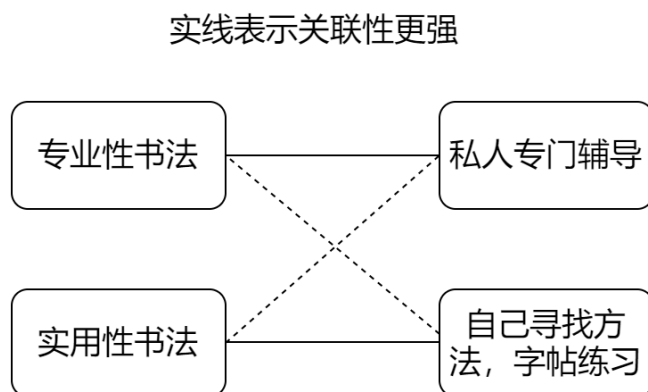 实线表示关联性更强
专业性书法
私人专门辅导
实用性书法
自己寻找方
法，字帖练习